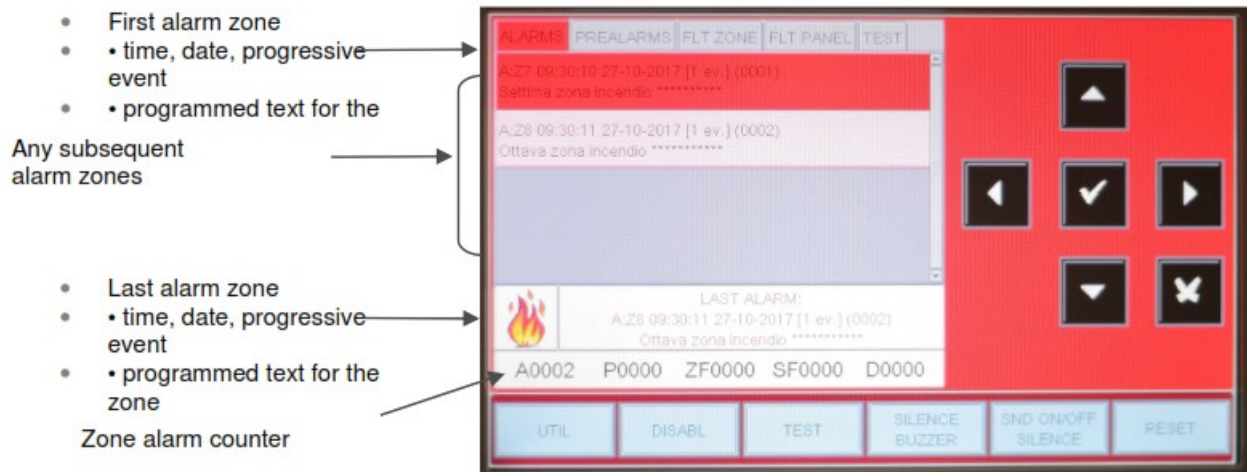 First alarm zone
• time, date, progressive
event
• programmed text for the
Any subsequent
alarm zones
Last alarm zone
• time, date, progressive
event
• programmed text for the
zone
Zone alarm counter
ALARMS PREALARMS FLT ZONE FLT PANEL TEST
A:Z7 09:30:10 27-10-2017 [1 ev.] (0001)
Settima zona incendio **********
A:Z8 09:30:11 27-10-2017 [1 ev.] (0002)
Ottava zona incendio ***********
LAST ALARM:
A:Z8 09:30:11 27-10-2017 [1 ev.] (0002)
Ottava zona incendio ***********
A0002 P0000 ZF0000 SF0000 D0000
UTIL
DISABL
TEST
SILENCE
BUZZER
SND ON/OFF
SILENCE
RESET